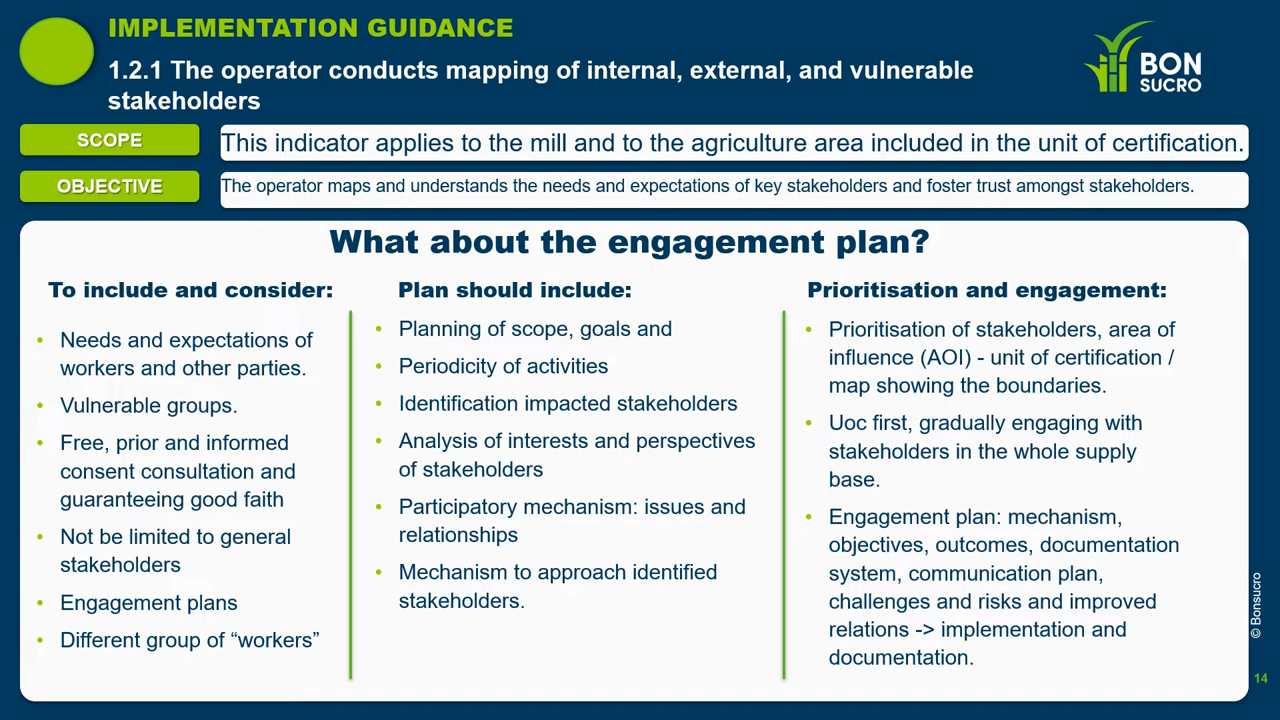 IMPLEMENTATION GUIDANCE
1.2.1 The operator conducts mapping of internal, external, and vulnerable
stakeholders
BON
SUCRO
SCOPE
This indicator applies to the mill and to the agriculture area included in the unit of certification.
OBJECTIVE
The operator maps and understands the needs and expectations of key stakeholders and foster trust amongst stakeholders.
What about the engagement plan?
To include and consider:
• Needs and expectations of
workers and other parties.
• Vulnerable groups.
• Free, prior and informed
consent consultation and
guaranteeing good faith
• Not be limited to general
stakeholders
• Engagement plans
• Different group of “workers”
Plan should include:
• Planning of scope, goals and
• Periodicity of activities
• Identification impacted stakeholders
• Analysis of interests and perspectives
of stakeholders
• Participatory mechanism: issues and
relationships
• Mechanism to approach identified
stakeholders.
Prioritisation and engagement:
• Prioritisation of stakeholders, area of
influence (AOI) - unit of certification /
map showing the boundaries.
• Uoc first, gradually engaging with
stakeholders in the whole supply
base.
• Engagement plan: mechanism,
objectives, outcomes, documentation
system, communication plan,
challenges and risks and improved
relations -> implementation and
documentation.
© Bonsucro
14